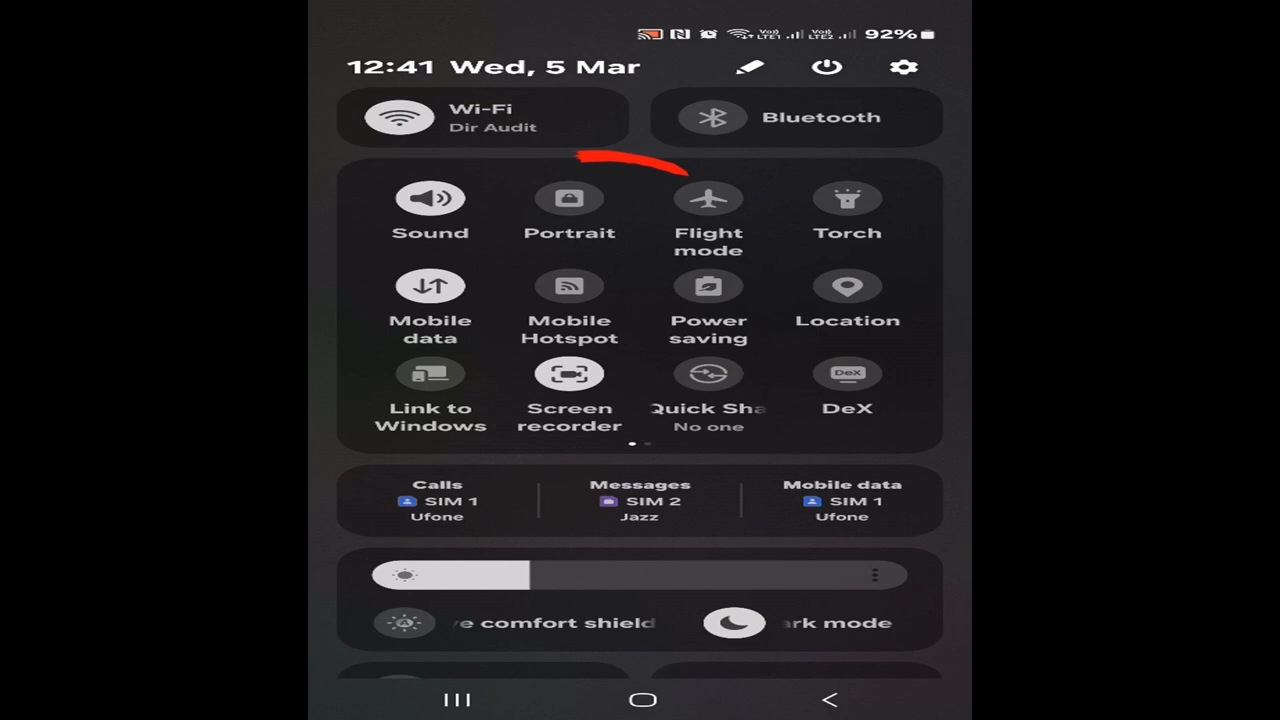 VoLTE1 VoLTE2 92%
12:41 Wed, 5 Mar
Wi-Fi
Dir Audit
Bluetooth
Sound
Portrait
Flight
mode
Torch
Mobile
data
Mobile
Hotspot
Power
saving
Location
Link to
Windows
Screen
recorder
Quick Sha
No one
DeX
DeX
Calls
SIM 1
Ufone
Messages
SIM 2
Jazz
Mobile data
SIM 1
Ufone
A
e comfort shield
ark mode